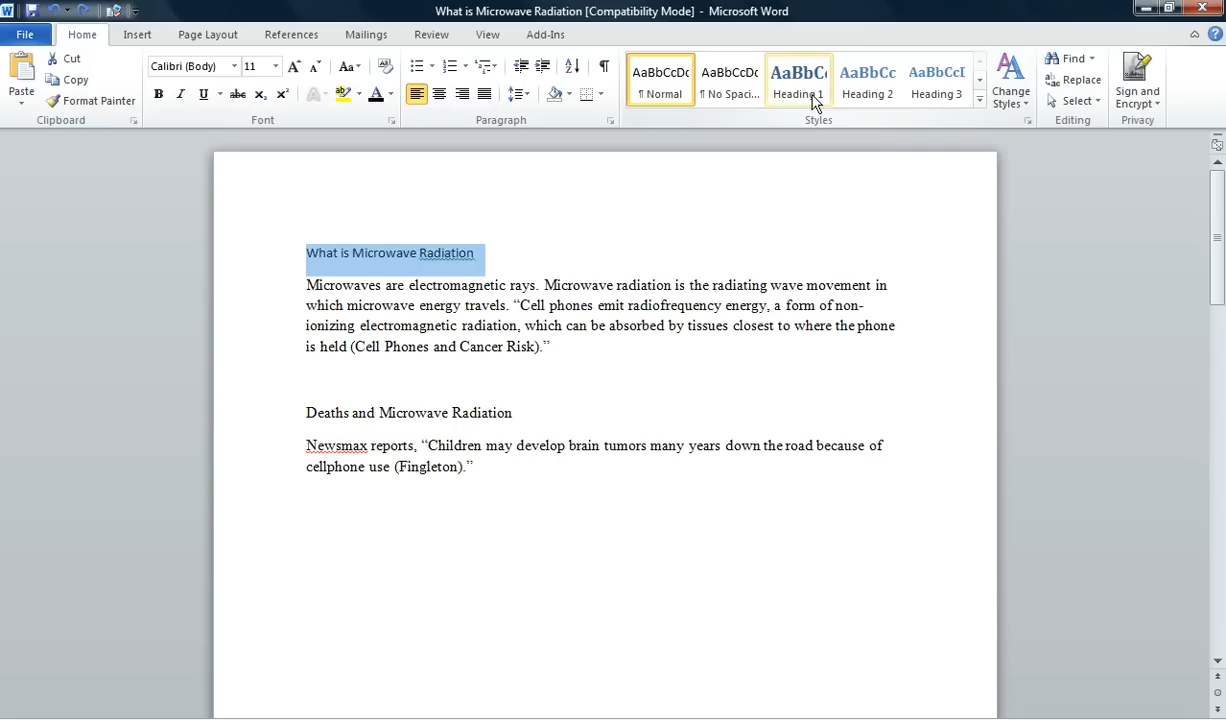 What is Microwave Radiation [Compatibility Mode] - Microsoft Word
File Home Insert Page Layout References Mailings Review View Add-Ins
Paste
Cut
Copy
Format Painter
Clipboard
Calibri (Body) 11
Font
Paragraph
AaBbCcDc AaBbCcDc AaBbC AaBbCc AaBbCcI
¶ Normal ¶ No Spaci... Heading 1 Heading 2 Heading 3
Change Styles
Styles
Find
Replace
Select
Editing
Sign and Encrypt
Privacy
What is Microwave Radiation
Microwaves are electromagnetic rays. Microwave radiation is the radiating wave movement in
which microwave energy travels. “Cell phones emit radiofrequency energy, a form of non-
ionizing electromagnetic radiation, which can be absorbed by tissues closest to where the phone
is held (Cell Phones and Cancer Risk).”
Deaths and Microwave Radiation
Newsmax reports, “Children may develop brain tumors many years down the road because of
cellphone use (Fingleton).”